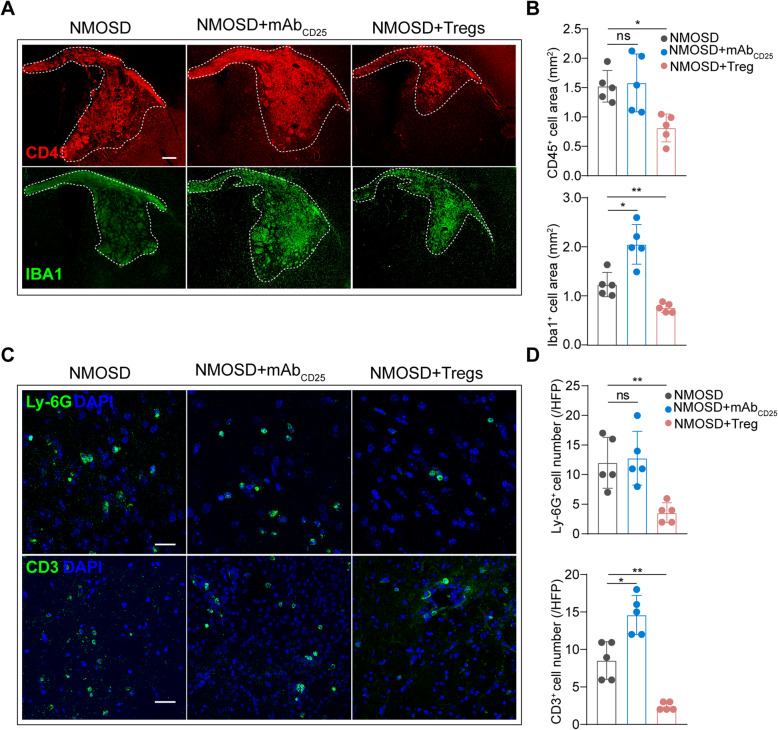 A
NMOSD
NMOSD+mAbCD25
NMOSD+Tregs
CD45
IBA1
B
NMOSD
NMOSD+mAbCD25
NMOSD+Treg
CD45+ cell area (mm2)
2.5
2.0
1.5
1.0
0.5
0.0
ns
*
Iba1+ cell area (mm2)
3.0
2.0
1.0
0.0
*
**
C
NMOSD
NMOSD+mAbCD25
NMOSD+Tregs
Ly-6G DAPI
CD3 DAPI
D
NMOSD
NMOSD+mAbCD25
NMOSD+Treg
Ly-6G+ cell number (/HFP)
25
20
15
10
5
0
ns
**
CD3+ cell number (/HFP)
20
15
10
5
0
*
**